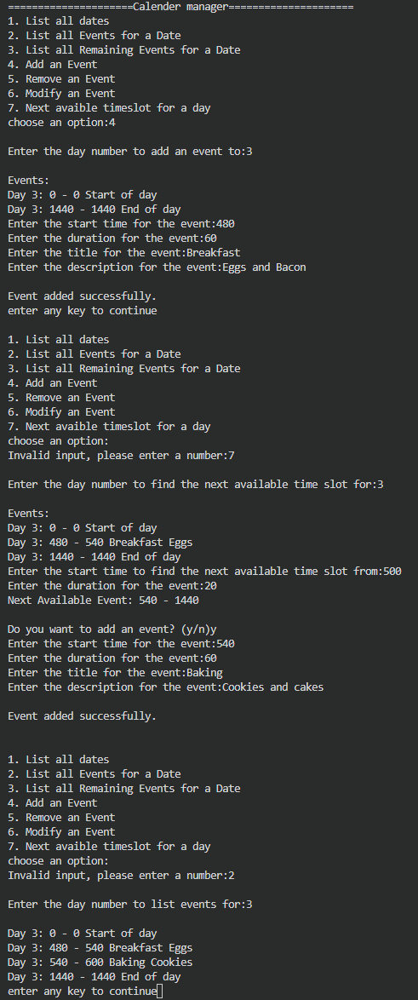 =====================Calender manager=====================
1. List all dates
2. List all Events for a Date
3. List all Remaining Events for a Date
4. Add an Event
5. Remove an Event
6. Modify an Event
7. Next avaible timeslot for a day
choose an option:4
Enter the day number to add an event to:3
Events:
Day 3: 0 - 0 Start of day
Day 3: 1440 - 1440 End of day
Enter the start time for the event:480
Enter the duration for the event:60
Enter the title for the event:Breakfast
Enter the description for the event:Eggs and Bacon
Event added successfully.
enter any key to continue
1. List all dates
2. List all Events for a Date
3. List all Remaining Events for a Date
4. Add an Event
5. Remove an Event
6. Modify an Event
7. Next avaible timeslot for a day
choose an option:
Invalid input, please enter a number:7
Enter the day number to find the next available time slot for:3
Events:
Day 3: 0 - 0 Start of day
Day 3: 480 - 540 Breakfast Eggs
Day 3: 1440 - 1440 End of day
Enter the start time to find the next available time slot from:500
Enter the duration for the event:20
Next Available Event: 540 - 1440
Do you want to add an event? (y/n)y
Enter the start time for the event:540
Enter the duration for the event:60
Enter the title for the event:Baking
Enter the description for the event:Cookies and cakes
Event added successfully.
1. List all dates
2. List all Events for a Date
3. List all Remaining Events for a Date
4. Add an Event
5. Remove an Event
6. Modify an Event
7. Next avaible timeslot for a day
choose an option:
Invalid input, please enter a number:2
Enter the day number to list events for:3
Day 3: 0 - 0 Start of day
Day 3: 480 - 540 Breakfast Eggs
Day 3: 540 - 600 Baking Cookies
Day 3: 1440 - 1440 End of day
enter any key to continue